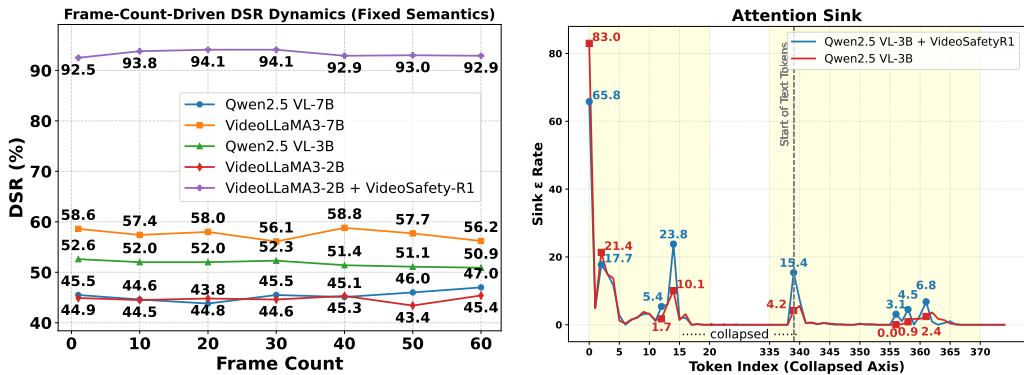 Frame-Count-Driven DSR Dynamics (Fixed Semantics)
DSR (%)
90
80
70
60
50
40
92.5 93.8 94.1 94.1 92.9 93.0 92.9
Qwen2.5 VL-7B
VideoLLaMA3-7B
Qwen2.5 VL-3B
VideoLLaMA3-2B
VideoLLaMA3-2B + VideoSafety-R1
58.6 57.4 58.0 56.1 58.8 57.7 56.2
52.6 52.0 52.0 52.3 51.4 51.1 50.9
45.5 44.6 43.8 45.5 45.1 46.0 47.0
44.9 44.5 44.8 44.6 45.3 43.4 45.4
0 10 20 30 40 50 60
Frame Count
Attention Sink
Sink ε Rate
80
60
40
20
0
Qwen2.5 VL-3B + VideoSafetyR1
Qwen2.5 VL-3B
Start of Text Tokens
83.0
65.8
21.4
17.7
23.8
5.4
10.1
1.7
15.4
4.2
3.1 4.5 6.8
0.0 0.9 2.4
collapsed
0 5 10 15 20 335 340 345 350 355 360 365 370
Token Index (Collapsed Axis)